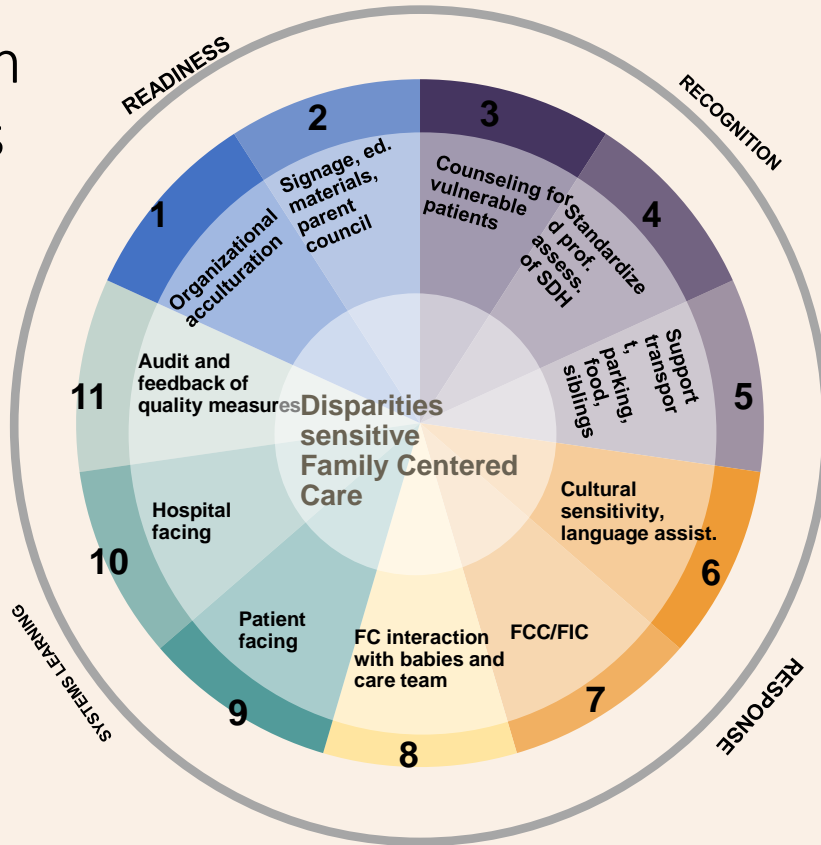 n
s
READINESS
RECOGNITION
RESPONSE
SYSTEMS LEARNING
1
Organizational
acculturation
2
Signage, ed.
materials,
parent
council
3
Counseling for
vulnerable
patients
4
Standardize
d prof.
assess.
of SDH
5
Support
transpor
t,
parking,
food,
siblings
6
Cultural
sensitivity,
language assist.
7
FCC/FIC
8
FC interaction
with babies and
care team
9
Patient
facing
10
Hospital
facing
11
Audit and
feedback of
quality measures
Disparities
sensitive
Family Centered
Care